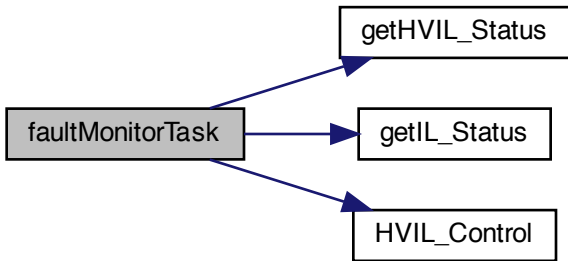 getHVIL_Status
faultMonitorTask
getIL_Status
HVIL_Control